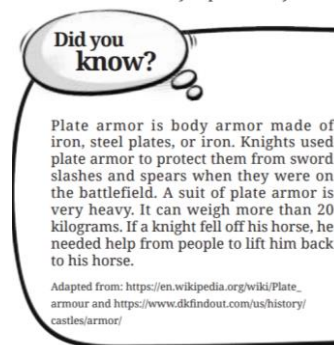 Did you
know?
Plate armor is body armor made of
iron, steel plates, or iron. Knights used
plate armor to protect them from sword
slashes and spears when they were on
the battlefield. A suit of plate armor is
very heavy. It can weigh more than 20
kilograms. If a knight fell off his horse, he
needed help from people to lift him back
to his horse.
Adapted from: https://en.wikipedia.org/wiki/Plate_
armour and https://www.dkfindout.com/us/history/
castles/armor/